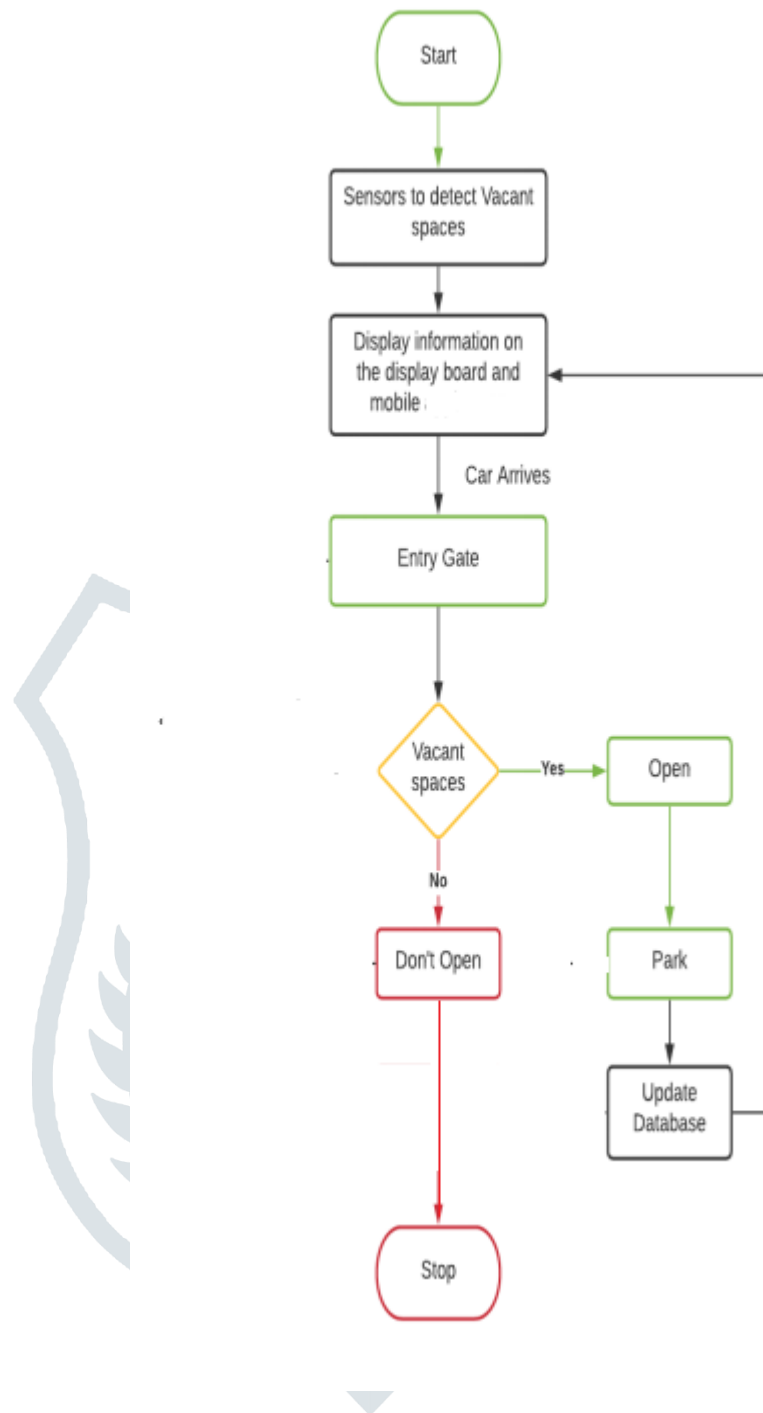 Start
Sensors to detect Vacant
spaces
Display information on
the display board and
mobile
Car Arrives
Entry Gate
Vacant
spaces
Yes
Open
No
Don't Open
Park
Update
Database
Stop